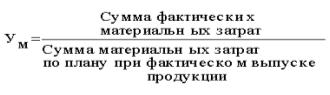 Сумма фактически х
материальн ых затрат
Ум=
Сумма материальн ых затрат
по плану при фактическо м выпуске
продукции